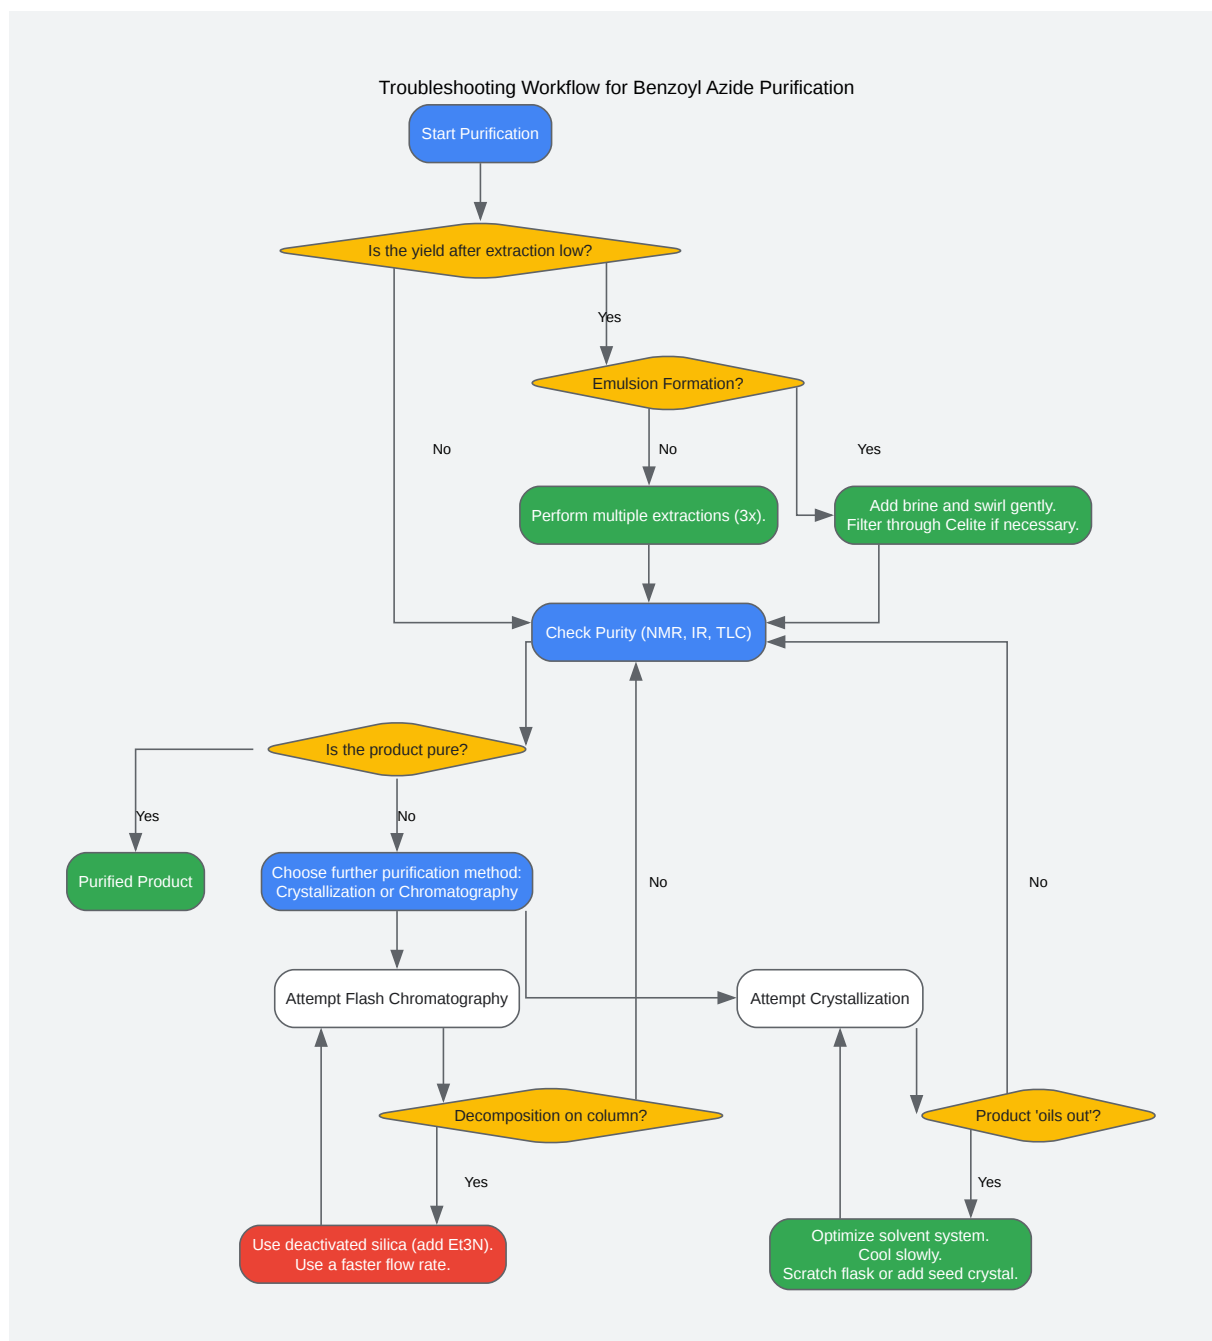 Troubleshooting Workflow for Benzoyl Azide Purification
Start Purification
Is the yield after extraction low?
Yes
Emulsion Formation?
No
No
Yes
Perform multiple extractions (3x).
Add brine and swirl gently.
Filter through Celite if necessary.
Check Purity (NMR, IR, TLC)
Is the product pure?
Yes
No
Purified Product
Choose further purification method:
Crystallization or Chromatography
No
No
Attempt Flash Chromatography
Attempt Crystallization
Decomposition on column?
Product 'oils out'?
Yes
Yes
Use deactivated silica (add Et3N).
Use a faster flow rate.
Optimize solvent system.
Cool slowly.
Scratch flask or add seed crystal.